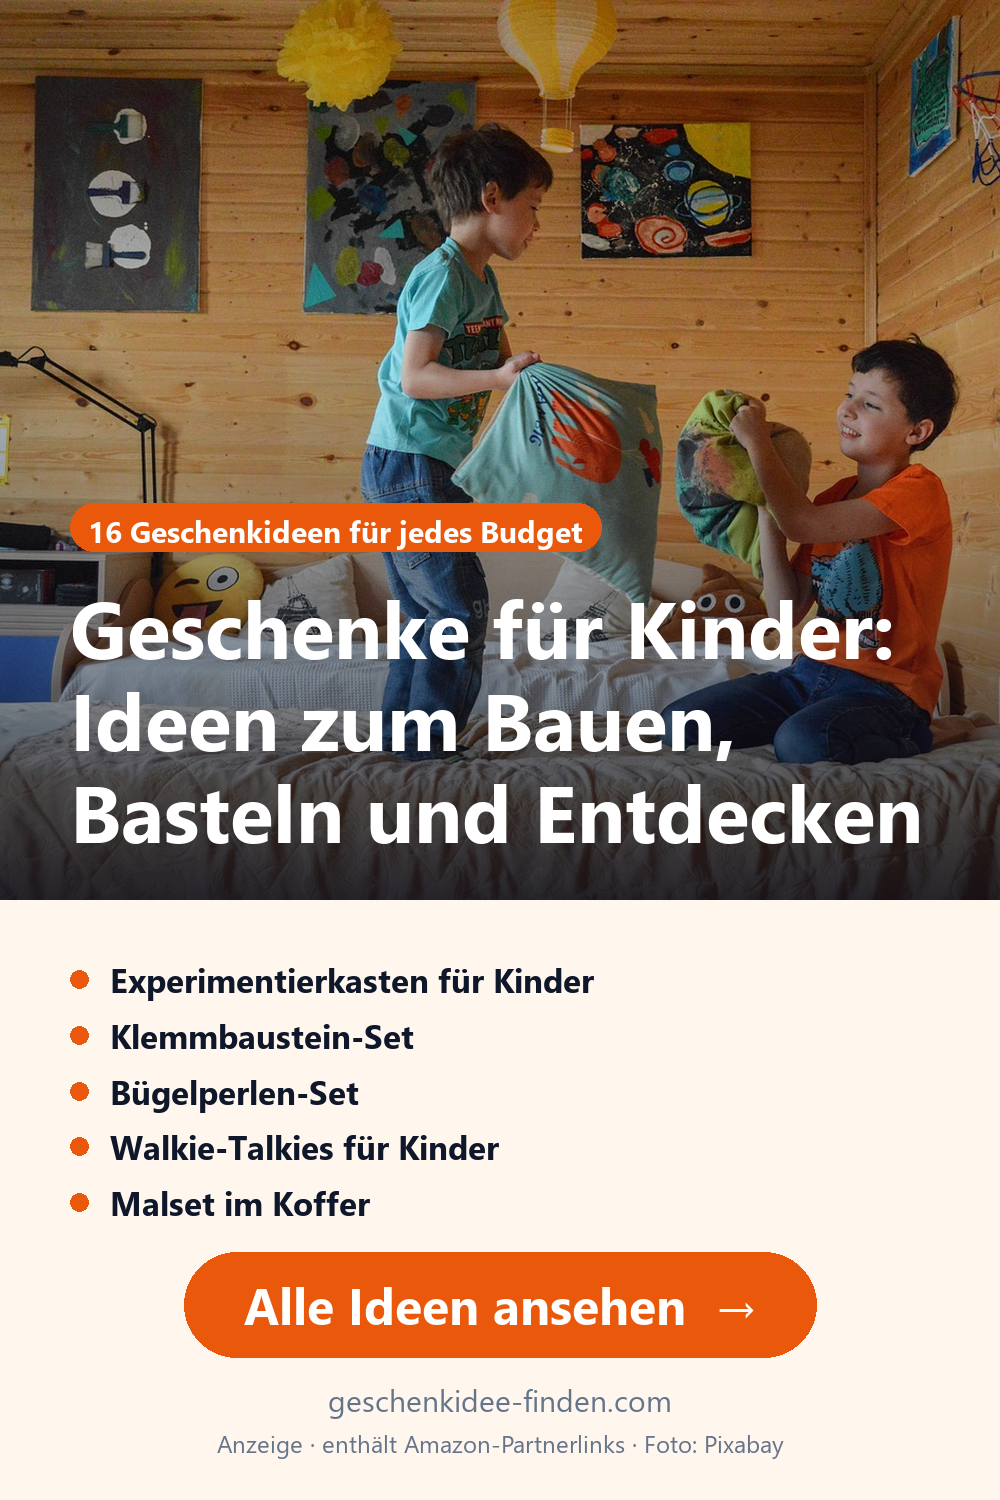 16 Geschenkideen für jedes Budget
Geschenke für Kinder:
Ideen zum Bauen,
Basteln und Entdecken
Experimentierkasten für Kinder
Klemmbaustein-Set
Bügelperlen-Set
Walkie-Talkies für Kinder
Malset im Koffer
Alle Ideen ansehen →
geschenkidee-finden.com
Anzeige · enthält Amazon-Partnerlinks · Foto: Pixabay